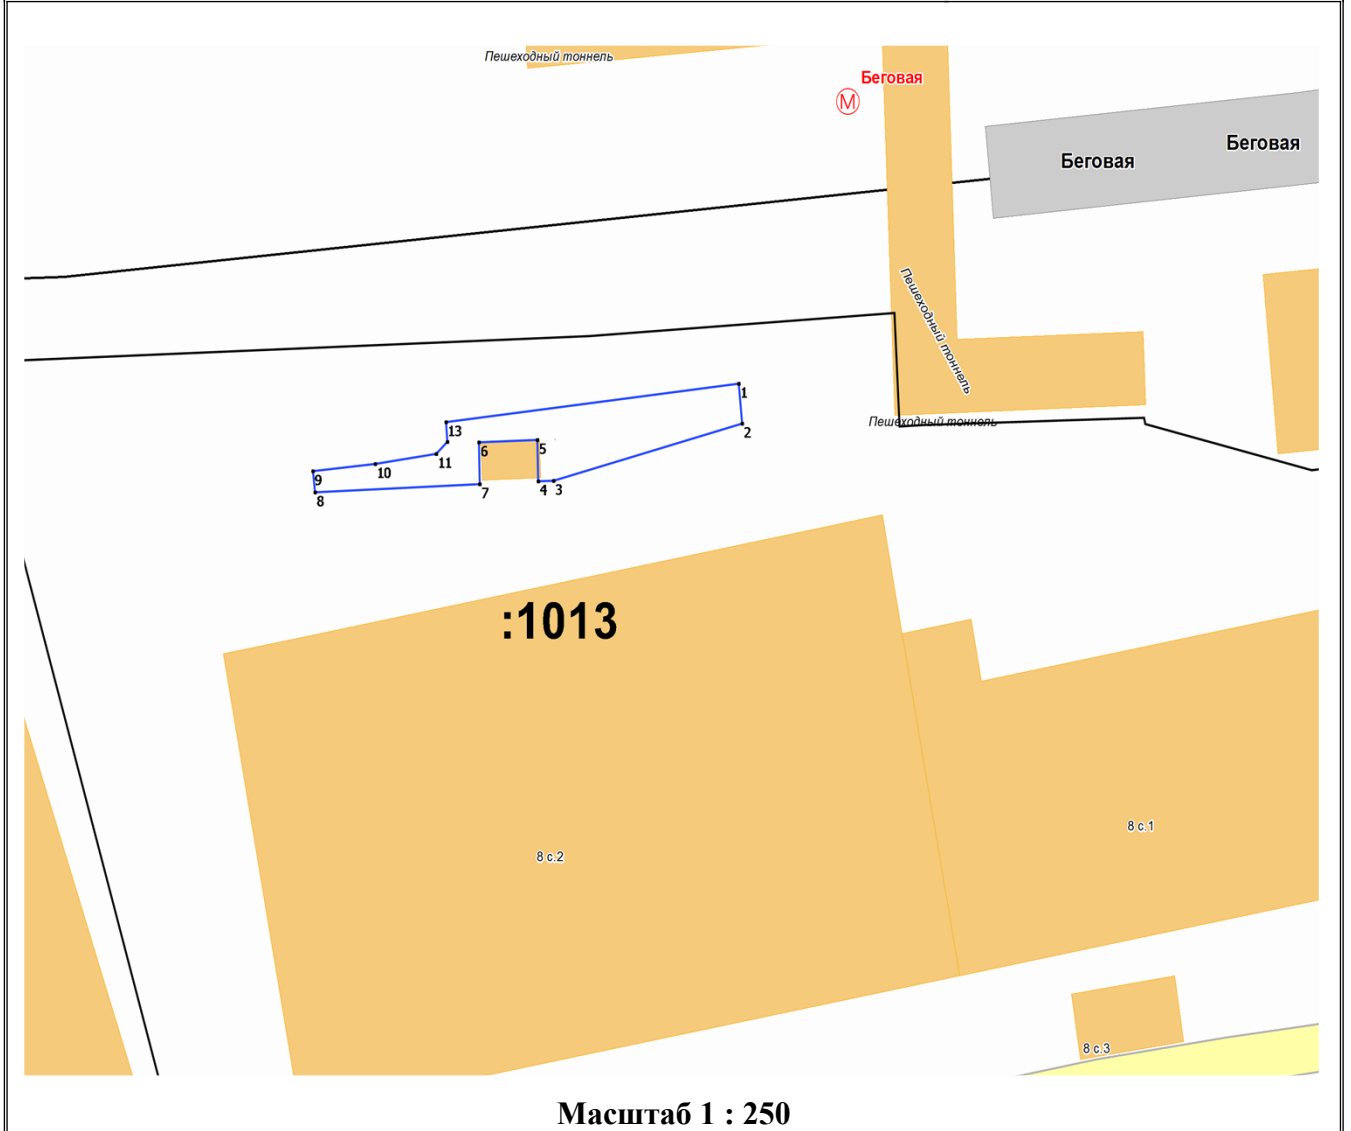 Пешеходный тоннель
Беговая
М
Беговая
Беговая
Пешеходный тоннель
Пешеходный тоннель
1
2
13
5
6
11
10
9
8
7
4
3
:1013
8 с.2
8 с.1
8 с.3
Масштаб 1 : 250